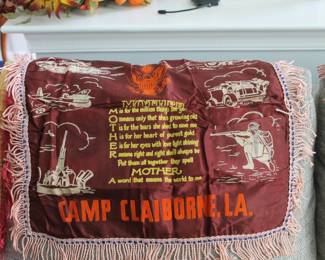 MOTHER
M is for the million things she gave me
O means only that she's growing old
T is for the tears she shed to save me
H is for her heart of purest gold
E is for her eyes with love light shining
R means right and right she'll always be
Put them all together they spell
MOTHER
A word that means the world to me
CAMP CLAIBORNE, LA.